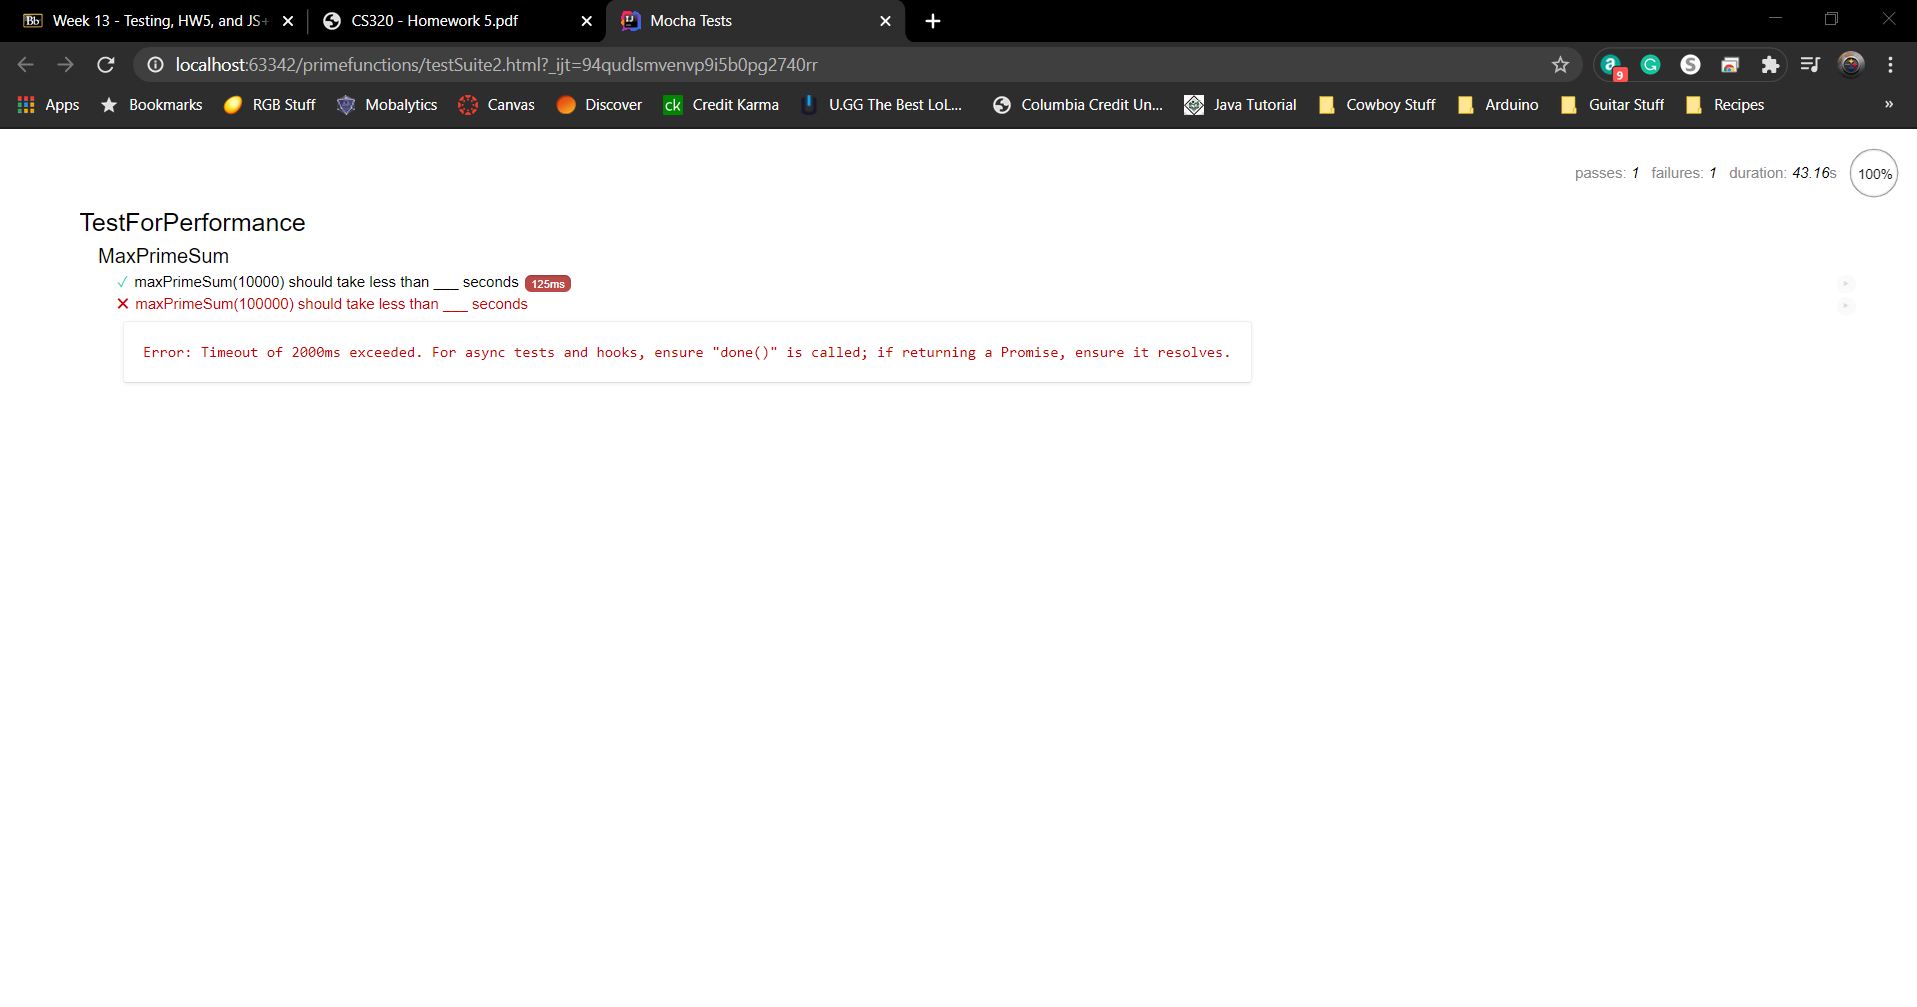 Bb Week 13 - Testing, HW5, and JS+ CS320 - Homework 5.pdf Mocha Tests
localhost:63342/primefunctions/testSuite2.html?_ijt=94qudlsmvenvp9i5b0pg2740rr a 9 G S
Apps Bookmarks RGB Stuff Mobalytics Canvas Discover ck Credit Karma U.GG The Best LoL... Columbia Credit Un... Java Tutorial Cowboy Stuff Arduino Guitar Stuff Recipes »
passes: 1 failures: 1 duration: 43.16s 100%
TestForPerformance
MaxPrimeSum
✓ maxPrimeSum(10000) should take less than ___ seconds 125ms
✕ maxPrimeSum(100000) should take less than ___ seconds
Error: Timeout of 2000ms exceeded. For async tests and hooks, ensure "done()" is called; if returning a Promise, ensure it resolves.